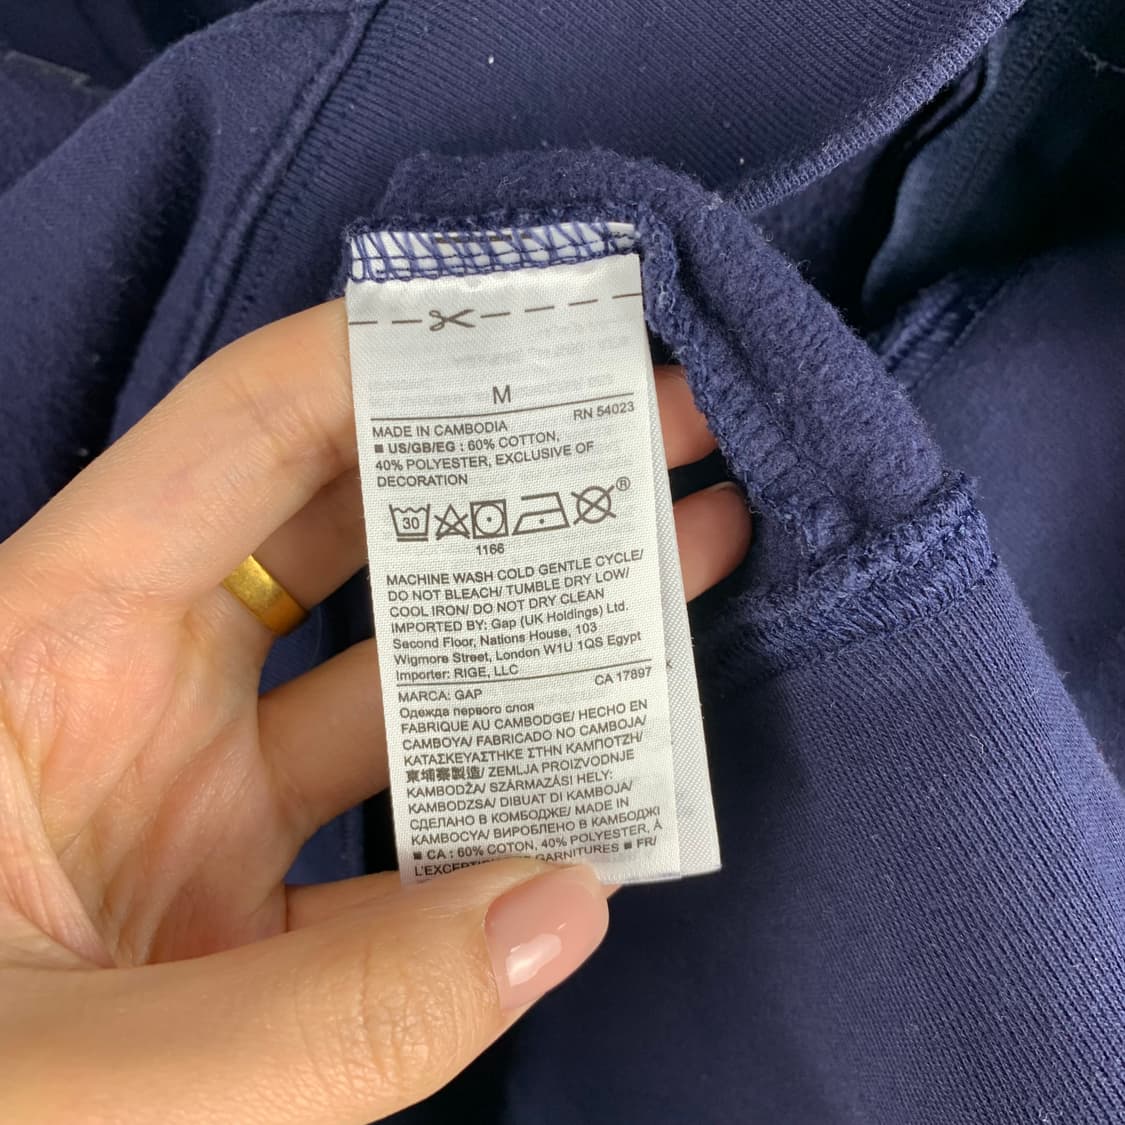 M
RN 54023
MADE IN CAMBODIA
■ US/GB/EG : 60% COTTON,
40% POLYESTER, EXCLUSIVE OF
DECORATION
30
®
1166
MACHINE WASH COLD GENTLE CYCLE/
DO NOT BLEACH/ TUMBLE DRY LOW/
COOL IRON/ DO NOT DRY CLEAN
IMPORTED BY: Gap (UK Holdings) Ltd.
Second Floor, Nations House, 103
Wigmore Street, London W1U 1QS Egypt
Importer: RIGE, LLC
CA 17897
MARCA: GAP
Одежда первого слоя
FABRIQUE AU CAMBODGE/ HECHO EN
CAMBOYA/ FABRICADO NO CAMBOJA/
ΚΑΤΑΣΚΕΥΑΣΤΗΚΕ ΣΤΗΝ ΚΑΜΠΟΤΖΗ/
柬埔寨製造/ ZEMLJA PROIZVODNJE
KAMBODŽA/ SZÁRMAZÁSI HELY:
KAMBODZSA/ DIBUAT DI KAMBOJA/
СДЕЛАНО В КОМБОДЖЕ/ MADE IN
KAMBOCYA/ ВИРОБЛЕНО В КАМБОДЖІ
■ CA : 60% COTON, 40% POLYESTER, À
L'EXCEPTION GARNITURES ■ FR/